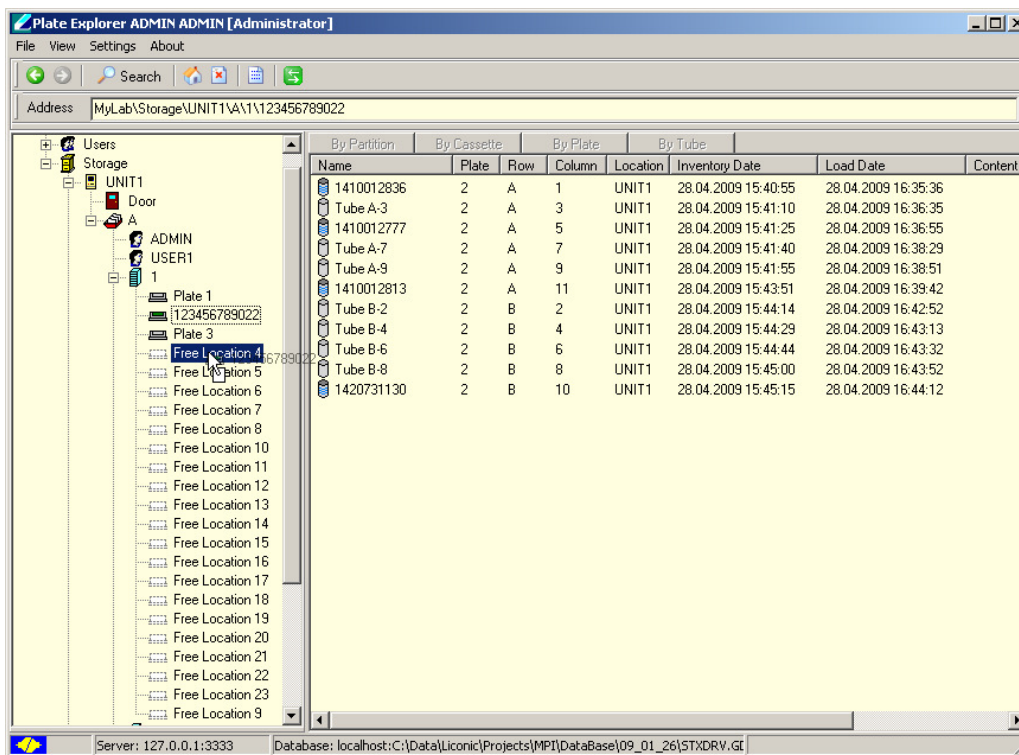 Plate Explorer ADMIN ADMIN [Administrator]
File View Settings About
Search
Address MyLab\Storage\UNIT1\A\1\123456789022
Users
Storage
UNIT1
Door
A
ADMIN
USER1
1
Plate 1
123456789022
Plate 3
Free Location 4
Free Location 5
Free Location 6
Free Location 7
Free Location 8
Free Location 10
Free Location 11
Free Location 12
Free Location 13
Free Location 14
Free Location 15
Free Location 16
Free Location 17
Free Location 18
Free Location 19
Free Location 20
Free Location 21
Free Location 22
Free Location 23
Free Location 9
By Partition By Cassette By Plate By Tube
Name Plate Row Column Location Inventory Date Load Date Content
1410012836 2 A 1 UNIT1 28.04.2009 15:40:55 28.04.2009 16:35:36
Tube A-3 2 A 3 UNIT1 28.04.2009 15:41:10 28.04.2009 16:36:35
1410012777 2 A 5 UNIT1 28.04.2009 15:41:25 28.04.2009 16:36:55
Tube A-7 2 A 7 UNIT1 28.04.2009 15:41:40 28.04.2009 16:38:29
Tube A-9 2 A 9 UNIT1 28.04.2009 15:41:55 28.04.2009 16:38:51
1410012813 2 A 11 UNIT1 28.04.2009 15:43:51 28.04.2009 16:39:42
Tube B-2 2 B 2 UNIT1 28.04.2009 15:44:14 28.04.2009 16:42:52
Tube B-4 2 B 4 UNIT1 28.04.2009 15:44:29 28.04.2009 16:43:13
Tube B-6 2 B 6 UNIT1 28.04.2009 15:44:44 28.04.2009 16:43:32
Tube B-8 2 B 8 UNIT1 28.04.2009 15:45:00 28.04.2009 16:43:52
1420731130 2 B 10 UNIT1 28.04.2009 15:45:15 28.04.2009 16:44:12
Server: 127.0.0.1:3333 Database: localhost:C:\Data\Liconic\Projects\MPI\DataBase\09_01_26\STXDRV.GI